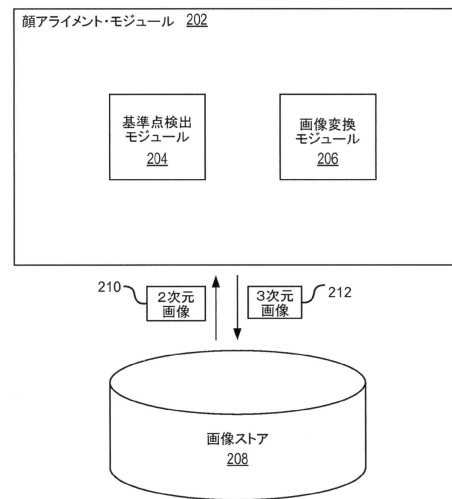 顔アライメント・モジュール 202
基準点検出
モジュール
204
画像変換
モジュール
206
210
2次元
画像
3次元
画像
212
画像ストア
208